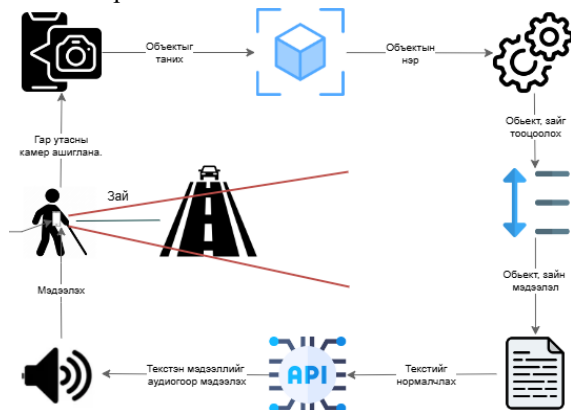 Объектыг
таних
Объектын
нэр
Гар утасны
камер ашиглана.
Обьект, зайг
тооцоолох
Зай
Обьект, зайн
мэдээлэл
Мэдээлэх
Текстэн мэдээллийг
аудиогоор мэдээлэх
API
Текстийг
нормалчлах